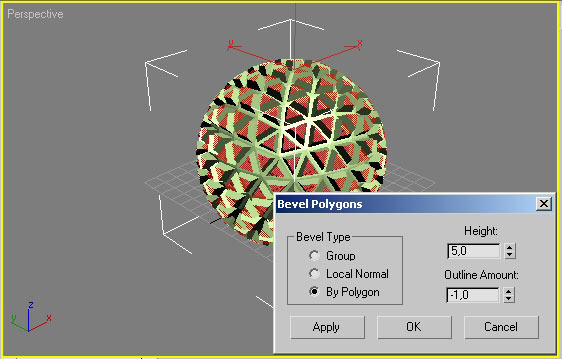 Perspective
y
x
z
y
x
Bevel Polygons
Bevel Type
Group
Local Normal
By Polygon
Height:
5,0
Outline Amount:
-1,0
Apply
OK
Cancel